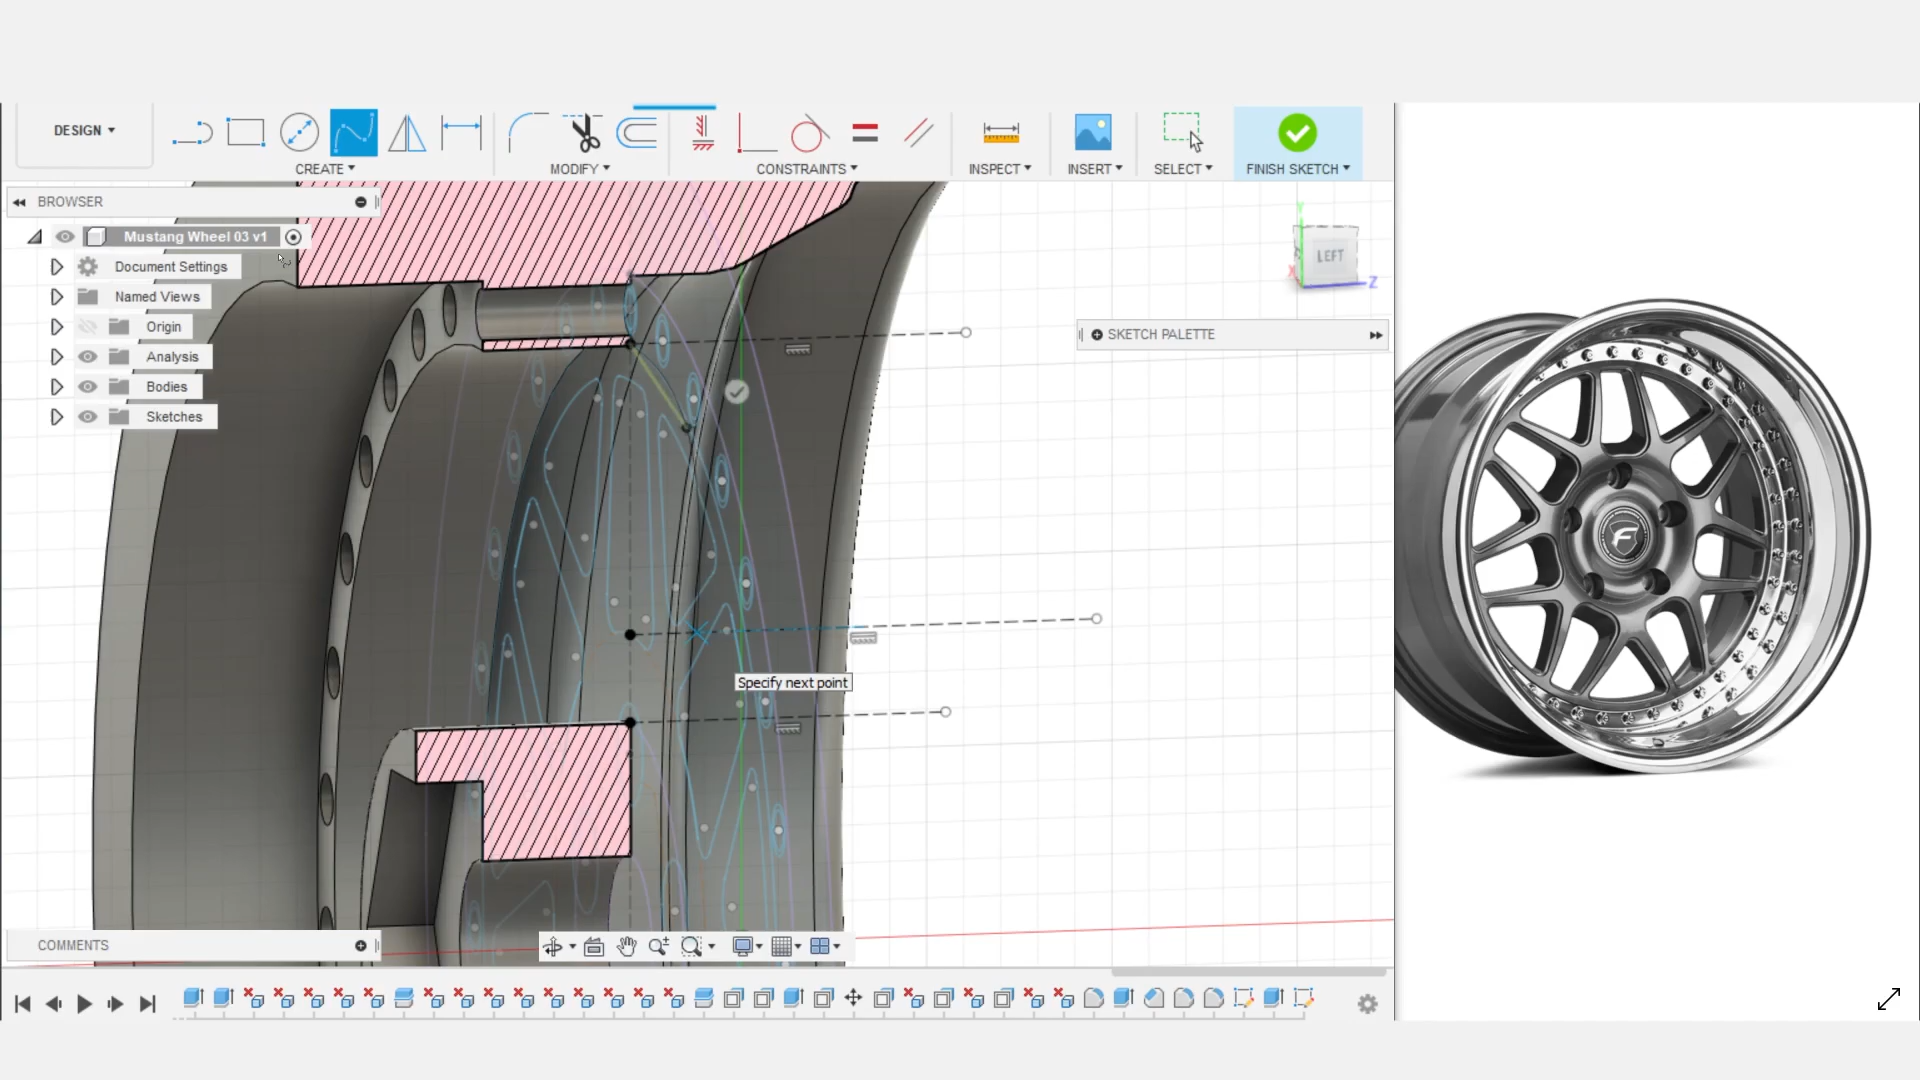 DESIGN
CREATE
MODIFY
CONSTRAINTS
INSPECT
INSERT
SELECT
FINISH SKETCH
BROWSER
Mustang Wheel 03 v1
Document Settings
Named Views
Origin
Analysis
Bodies
Sketches
LEFT
Y
X
Z
SKETCH PALETTE
Specify next point
F
COMMENTS